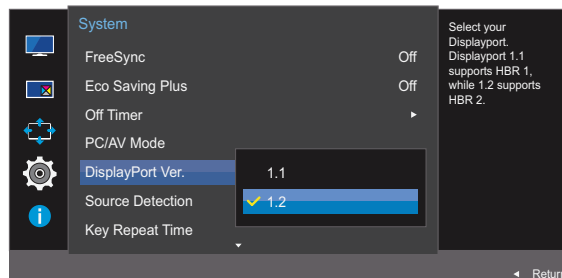 System
FreeSync Off
Eco Saving Plus Off
Off Timer
PC/AV Mode
DisplayPort Ver.
1.1
1.2
Source Detection
Key Repeat Time
Select your
Displayport.
Displayport 1.1
supports HBR 1,
while 1.2 supports
HBR 2.
Return